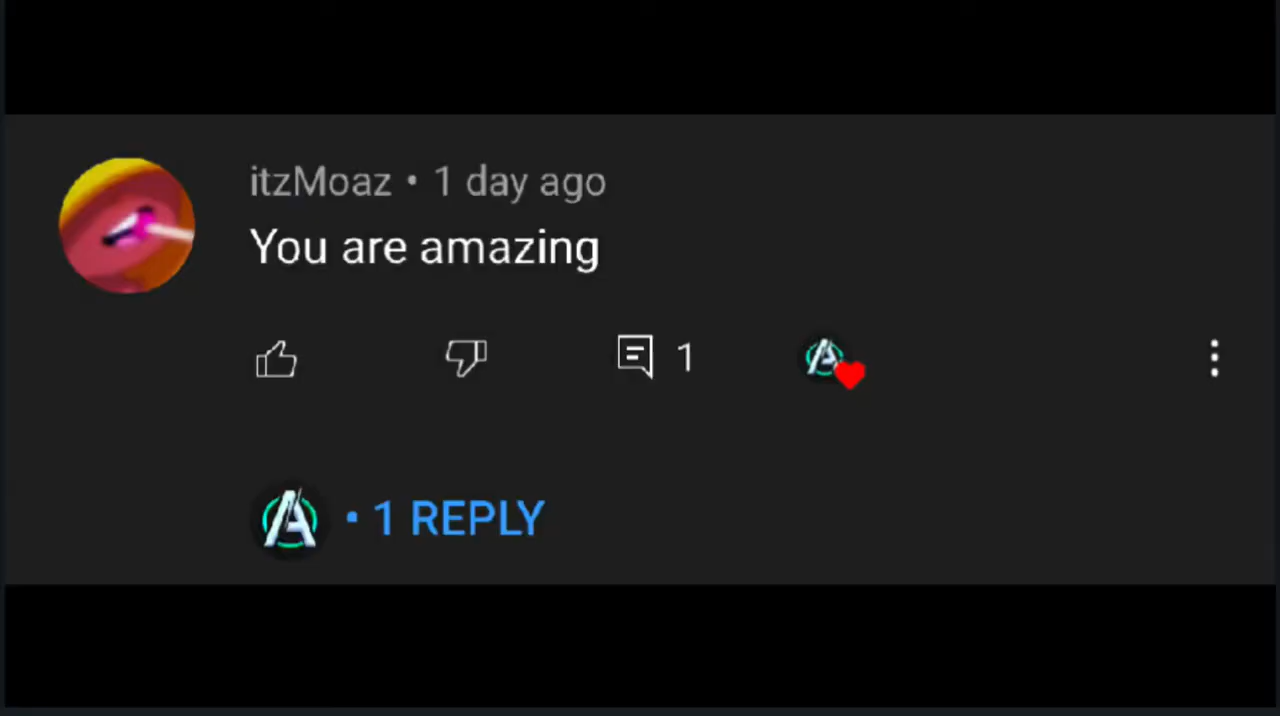 itzMoaz • 1 day ago
You are amazing
1
• 1 REPLY